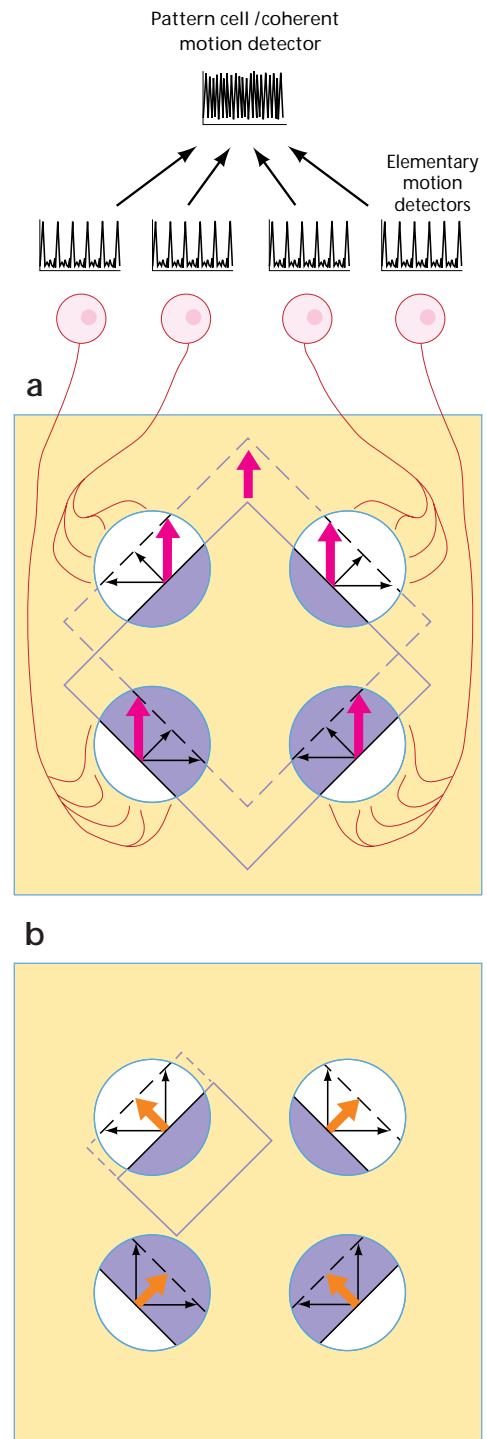 Pattern cell /coherent
motion detector
Elementary
motion
detectors
a
b